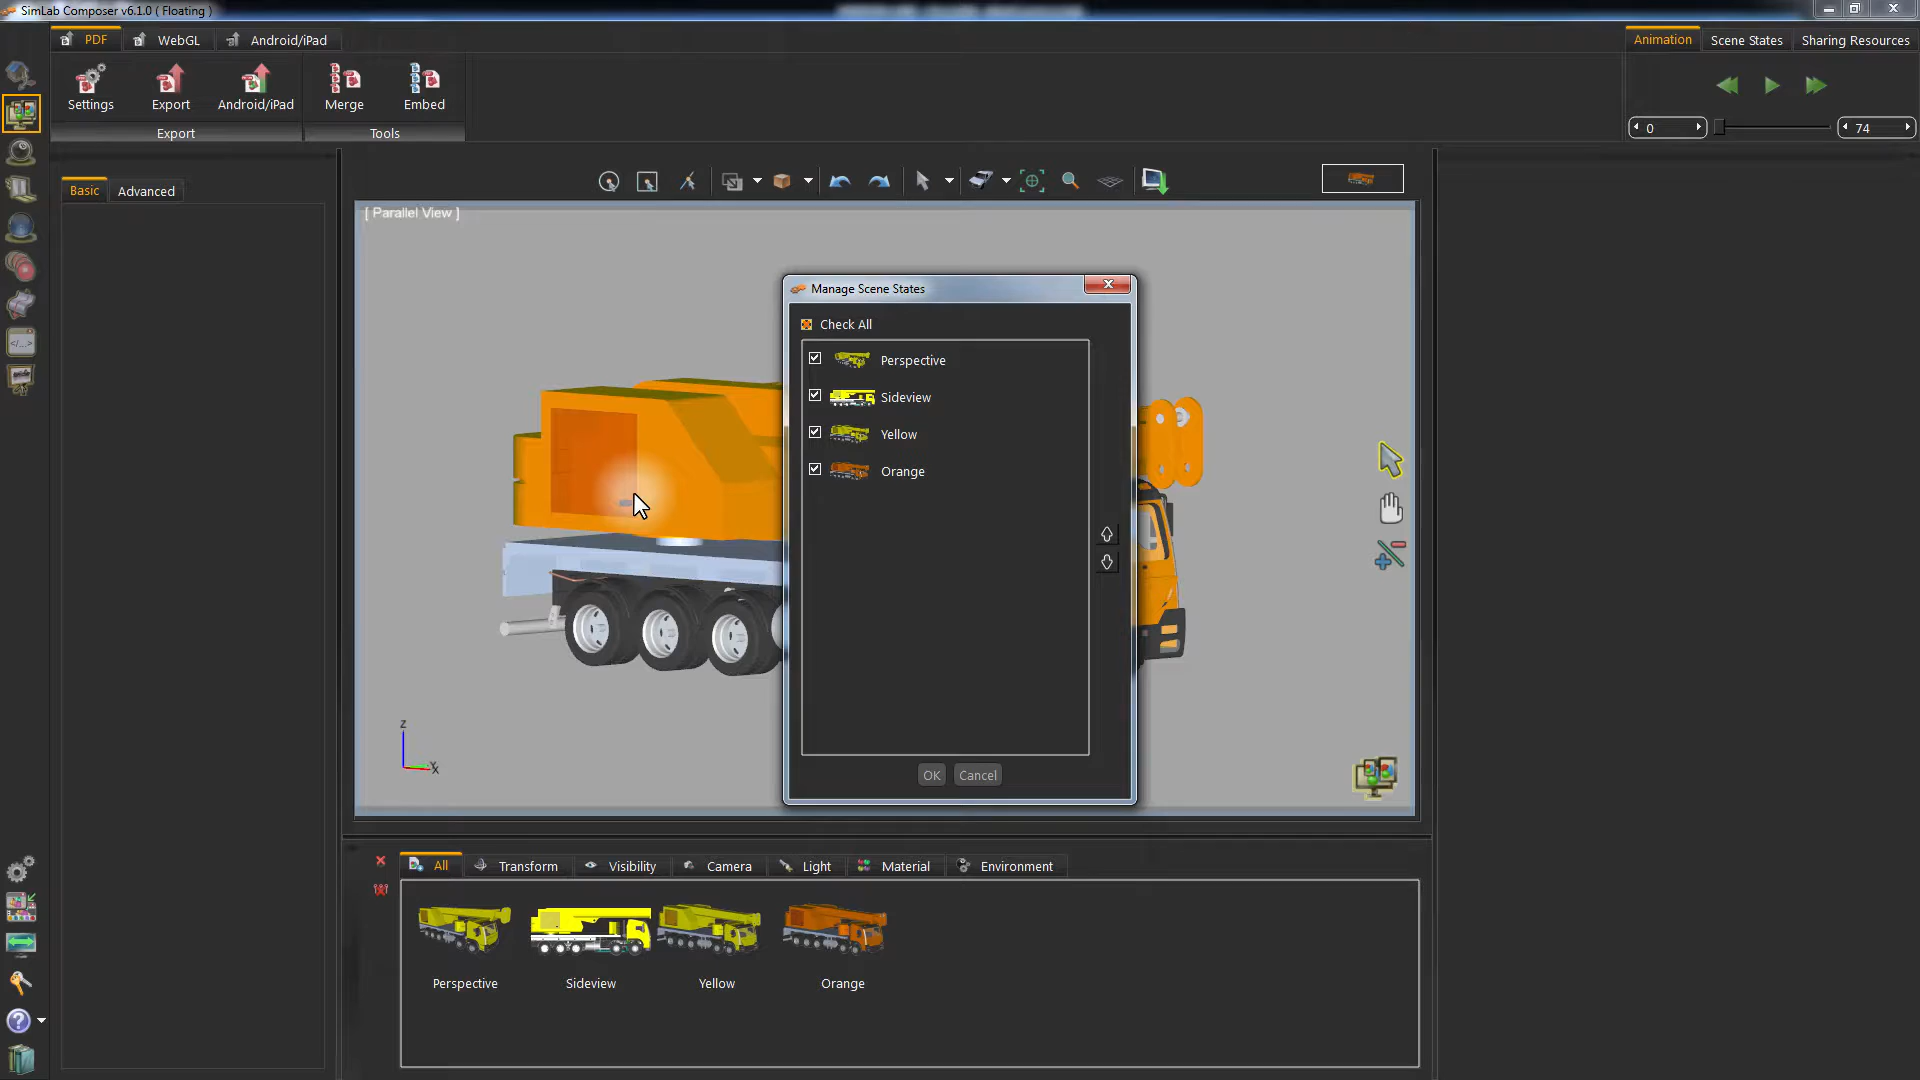 SimLab Composer v6.1.0 ( Floating )
PDF
WebGL
Android/iPad
Animation
Scene States
Sharing Resources
Settings
Export
Android/iPad
Merge
Embed
Export
Tools
0
74
Basic
Advanced
[ Parallel View ]
Manage Scene States
Check All
Perspective
Sideview
Yellow
Orange
OK
Cancel
Z
Y
X
All
Transform
Visibility
Camera
Light
Material
Environment
Perspective
Sideview
Yellow
Orange